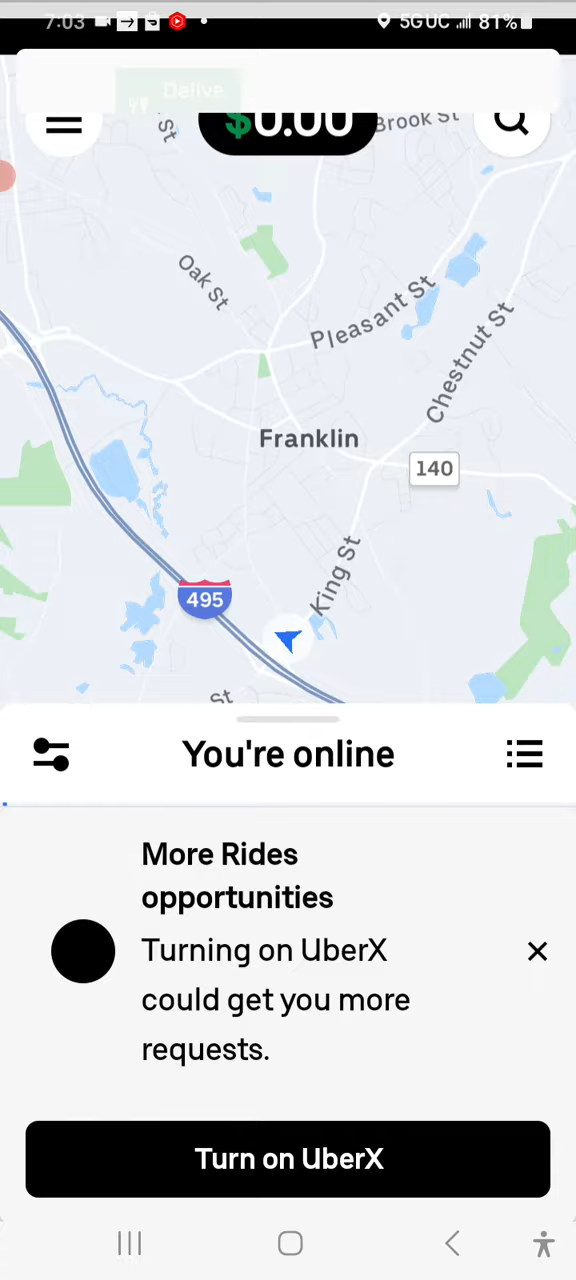 7:03 5G UC 81%
Delive
$0.00
St
Brook St
Oak St
Pleasant St
Chestnut St
Franklin
140
King St
495
St
You're online
More Rides
opportunities
Turning on UberX
could get you more
requests.
Turn on UberX